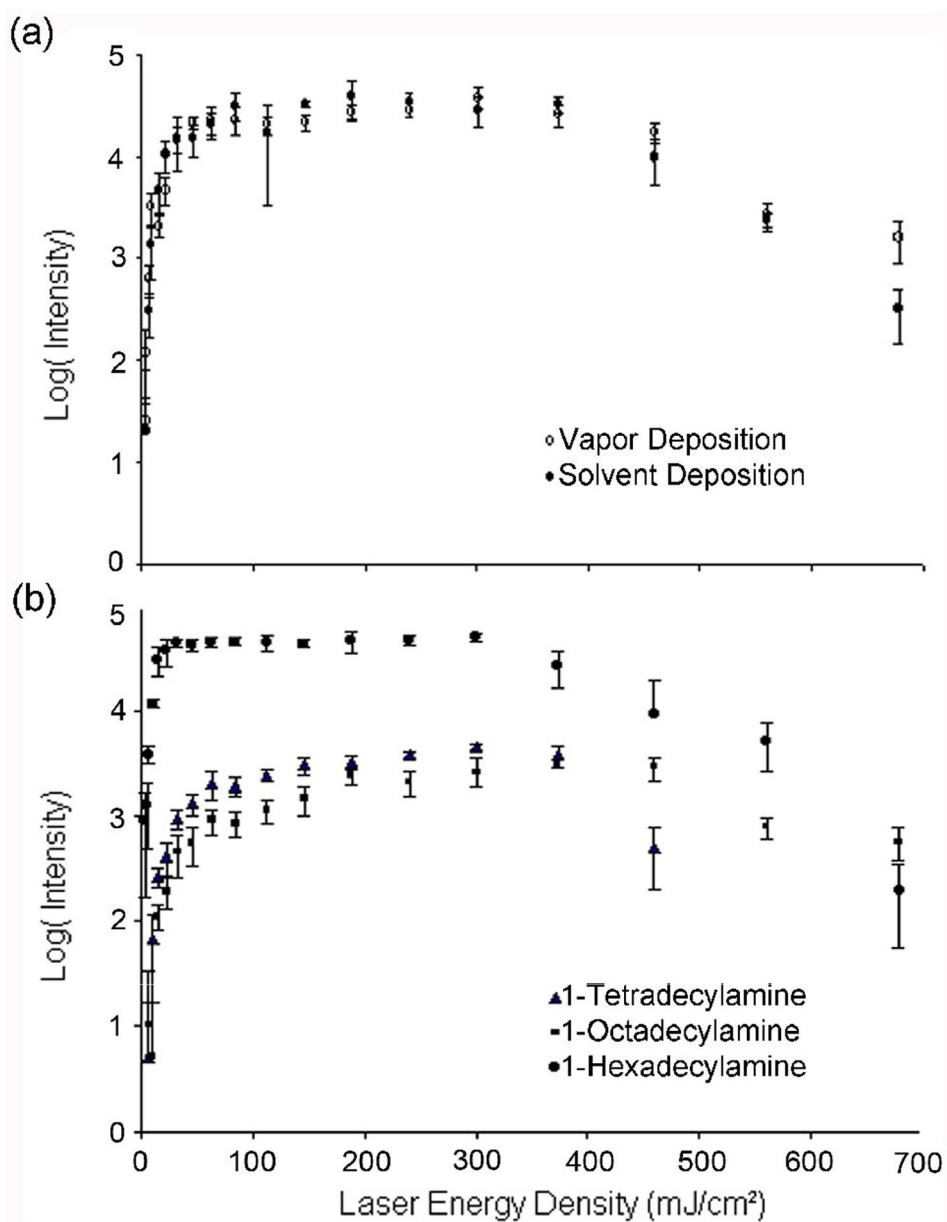 (a)
5
4
3
2
1
0
Log( Intensity)
Vapor Deposition
Solvent Deposition
(b)
5
4
3
2
1
0
Log( Intensity)
1-Tetradecylamine
1-Octadecylamine
1-Hexadecylamine
0 100 200 300 400 500 600 700
Laser Energy Density (mJ/cm²)